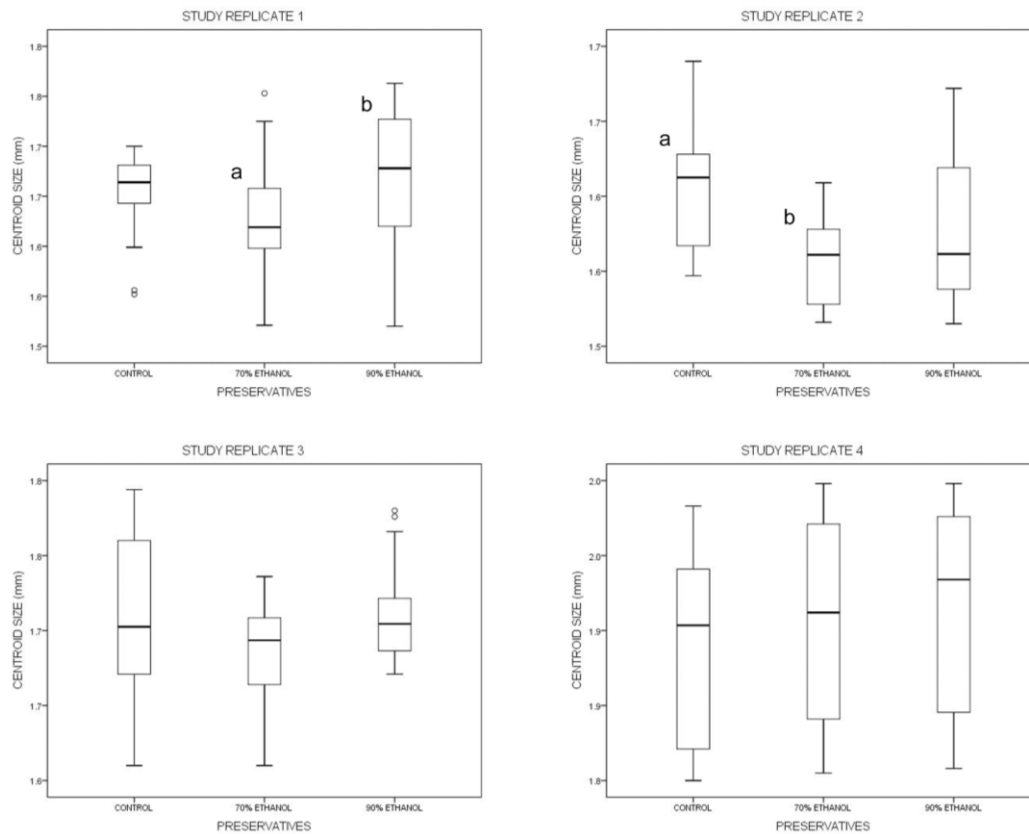 STUDY REPLICATE 1
1.8
1.8
1.7
1.7
1.6
1.6
1.5
CENTROID SIZE (mm)
a
b
CONTROL
70% ETHANOL
90% ETHANOL
PRESERVATIVES
STUDY REPLICATE 2
1.7
1.7
1.6
1.6
1.5
CENTROID SIZE (mm)
a
b
CONTROL
70% ETHANOL
90% ETHANOL
PRESERVATIVES
STUDY REPLICATE 3
1.8
1.8
1.7
1.7
1.6
CENTROID SIZE (mm)
CONTROL
70% ETHANOL
90% ETHANOL
PRESERVATIVES
STUDY REPLICATE 4
2.0
2.0
1.9
1.9
1.8
CENTROID SIZE (mm)
CONTROL
70% ETHANOL
90% ETHANOL
PRESERVATIVES